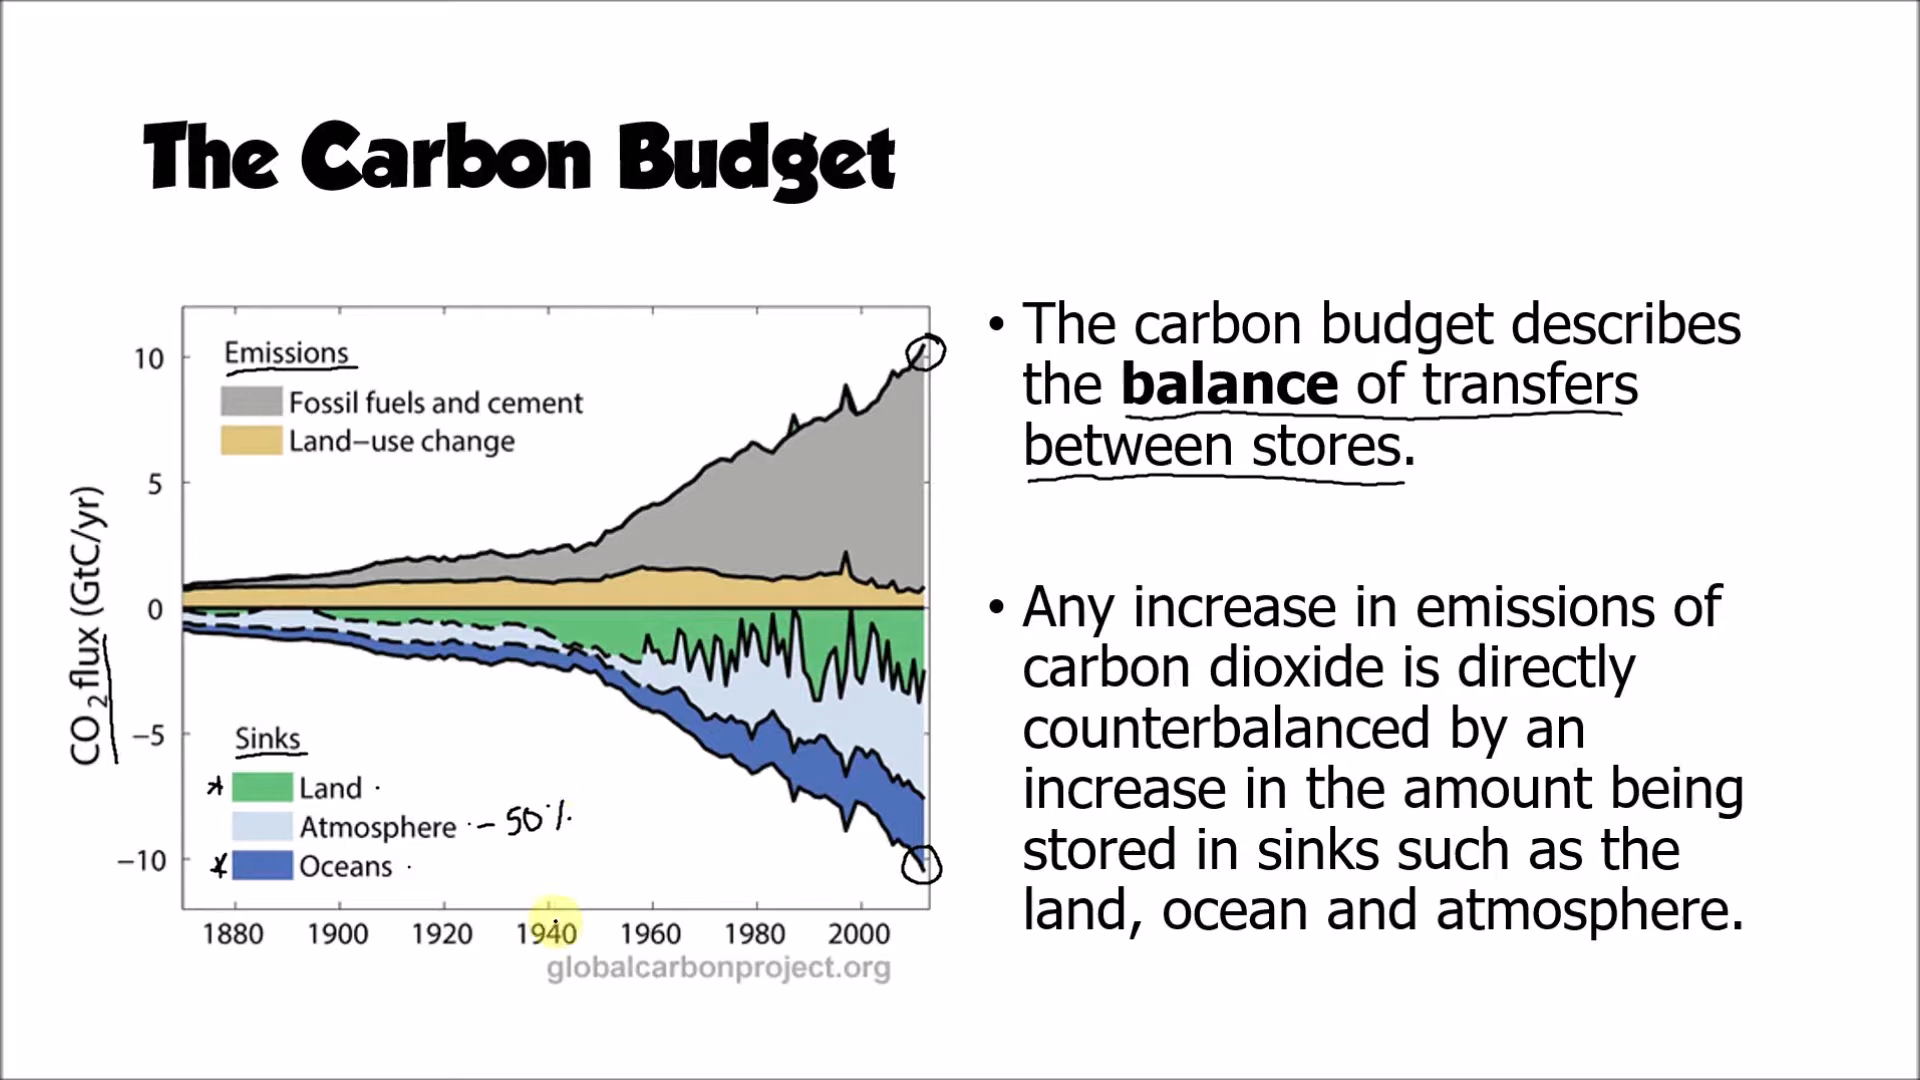 The Carbon Budget
10
5
0
−5
−10
CO2 flux (GtC/yr)
Emissions
Fossil fuels and cement
Land−use change
Sinks
Land
Atmosphere - 50%
Oceans
1880 1900 1920 1940 1960 1980 2000
globalcarbonproject.org
• The carbon budget describes
the balance of transfers
between stores.
• Any increase in emissions of
carbon dioxide is directly
counterbalanced by an
increase in the amount being
stored in sinks such as the
land, ocean and atmosphere.